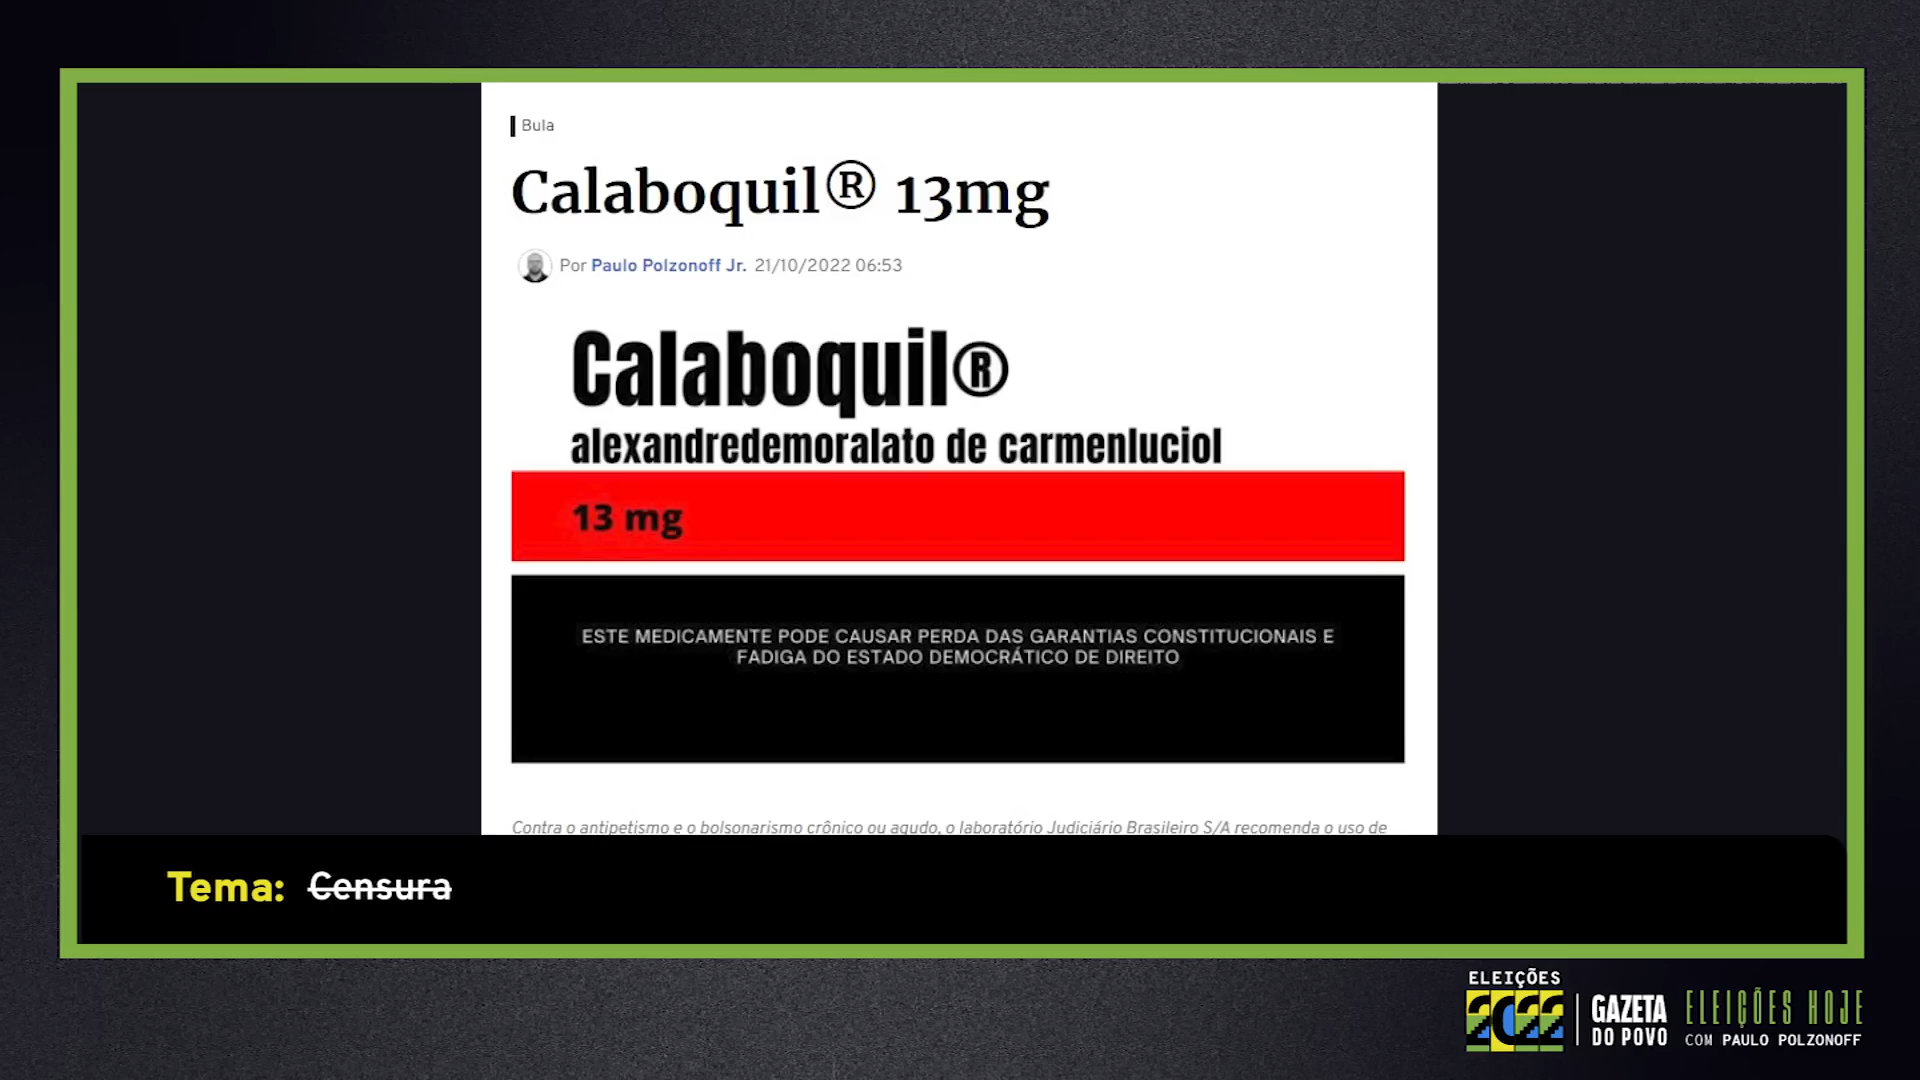 Bula
Calaboquil® 13mg
Por Paulo Polzonoff Jr. 21/10/2022 06:53
Calaboquil®
alexandredemoralato de carmenluciol
13 mg
ESTE MEDICAMENTE PODE CAUSAR PERDA DAS GARANTIAS CONSTITUCIONAIS E
FADIGA DO ESTADO DEMOCRÁTICO DE DIREITO
Contra o antipetismo e o bolsonarismo crônico ou agudo, o laboratório Judiciário Brasileiro S/A recomenda o uso de
Tema: Censura
ELEIÇÕES
2022
GAZETA
DO POVO
ELEIÇÕES HOJE
COM PAULO POLZONOFF